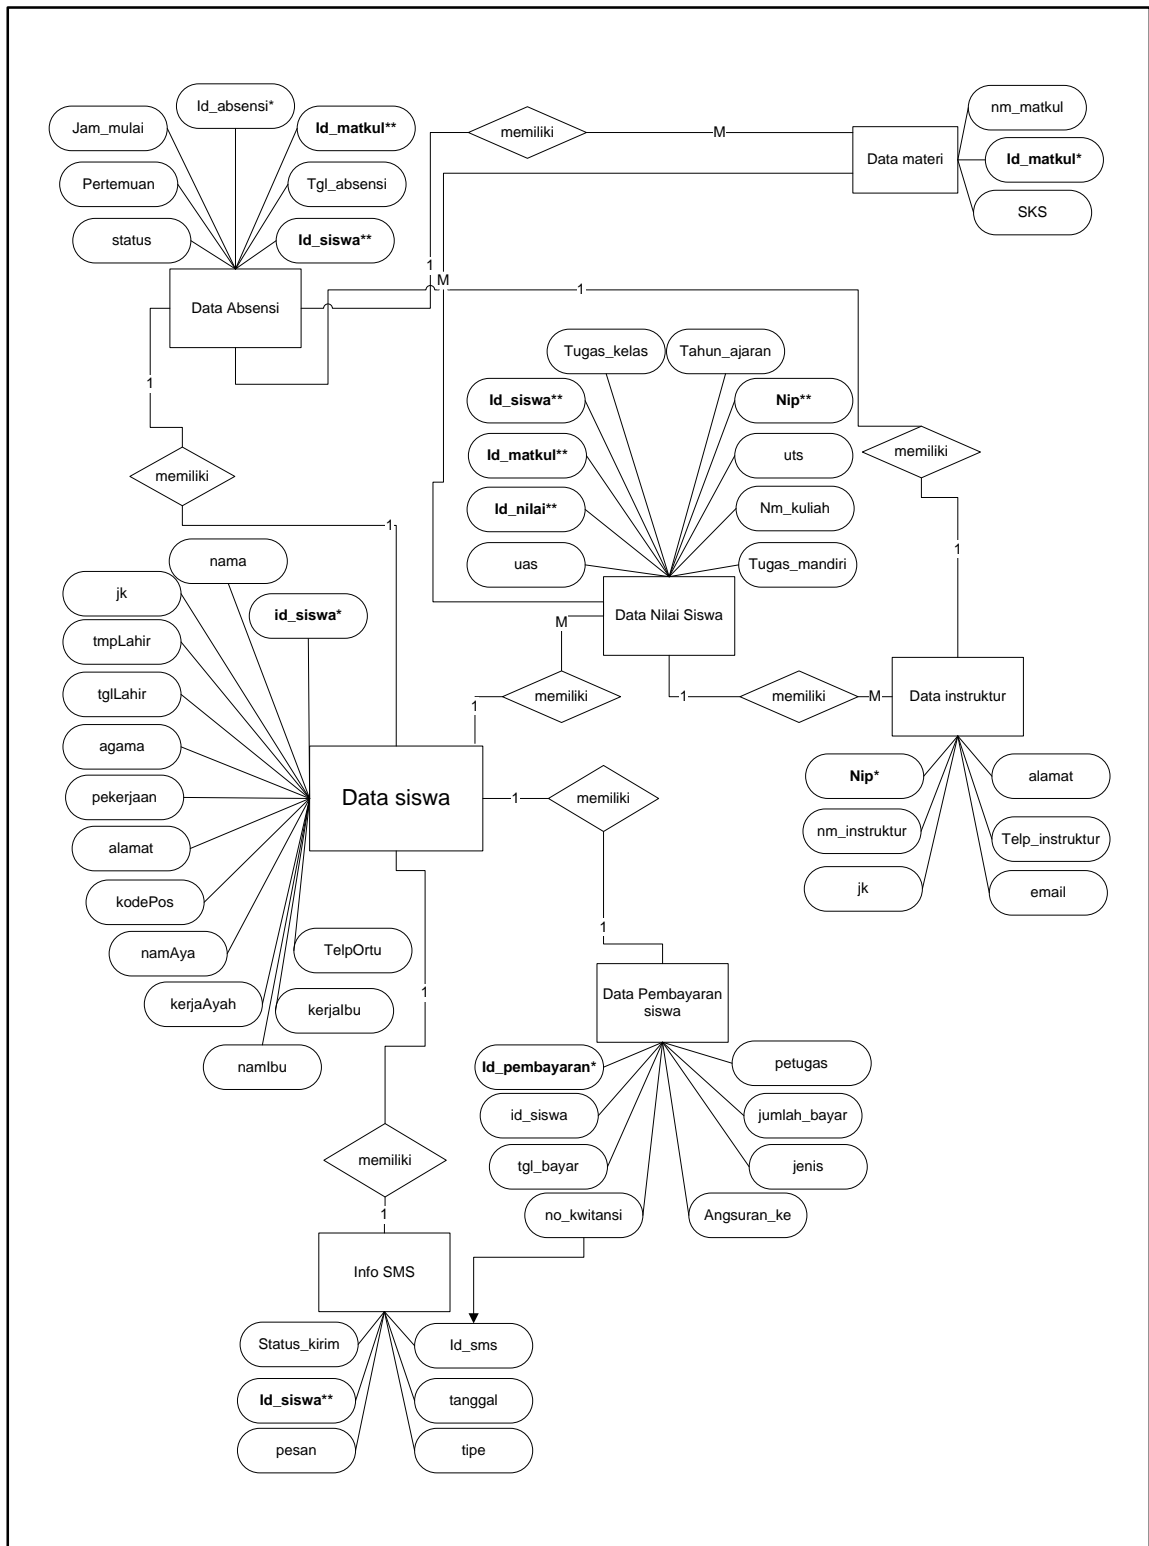 Id_absensi*
Jam_mulai
Id_matkul**
Pertemuan
Tgl_absensi
status
Id_siswa**
Data Absensi
memiliki
M
nm_matkul
Data materi
Id_matkul*
SKS
1
M
1
1
Tugas_kelas
Tahun_ajaran
Id_siswa**
Nip**
Id_matkul**
uts
Id_nilai**
Nm_kuliah
uas
Tugas_mandiri
Data Nilai Siswa
memiliki
memiliki
1
1
nama
jk
id_siswa*
tmpLahir
tglLahir
agama
pekerjaan
alamat
kodePos
namAya
kerjaAyah
namIbu
TelpOrtu
kerjaIbu
Data siswa
M
memiliki
1
1
memiliki
M
Data instruktur
Nip*
alamat
nm_instruktur
Telp_instruktur
jk
email
1
memiliki
1
Data Pembayaran
siswa
Id_pembayaran*
petugas
id_siswa
jumlah_bayar
tgl_bayar
jenis
no_kwitansi
Angsuran_ke
1
memiliki
1
Info SMS
Status_kirim
Id_sms
Id_siswa**
tanggal
pesan
tipe